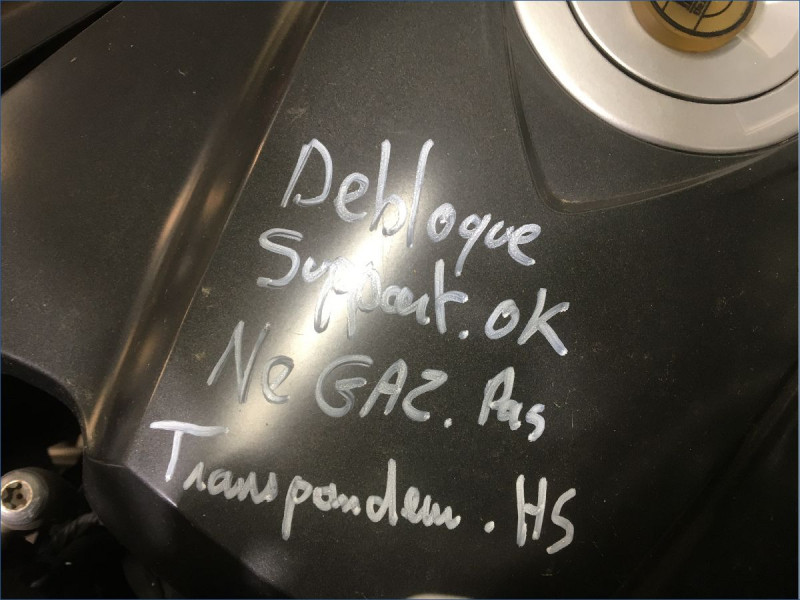 Debloque
Support. OK
Ne GAZ. Pas
Transpondeur. HS